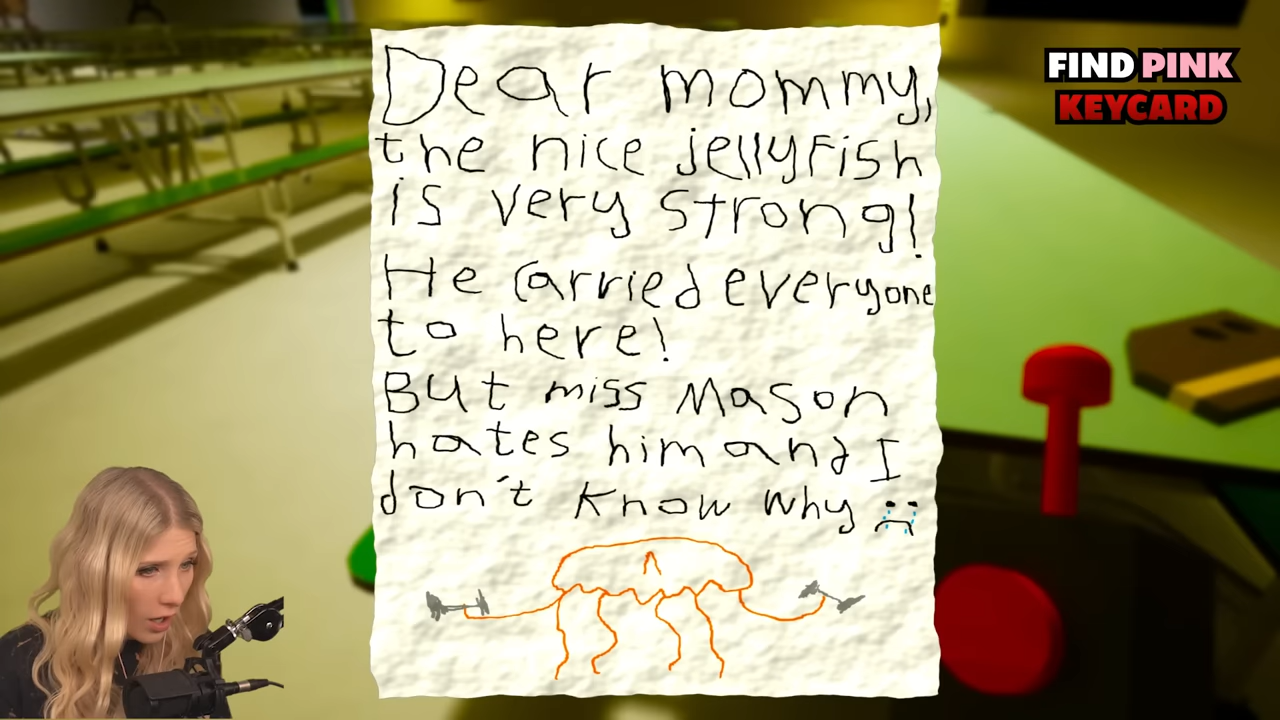 Dear mommy,
the nice jellyfish
is very strong!
He carried everyone
to here!
But miss Mason
hates him and I
don't know why
FIND PINK
KEYCARD